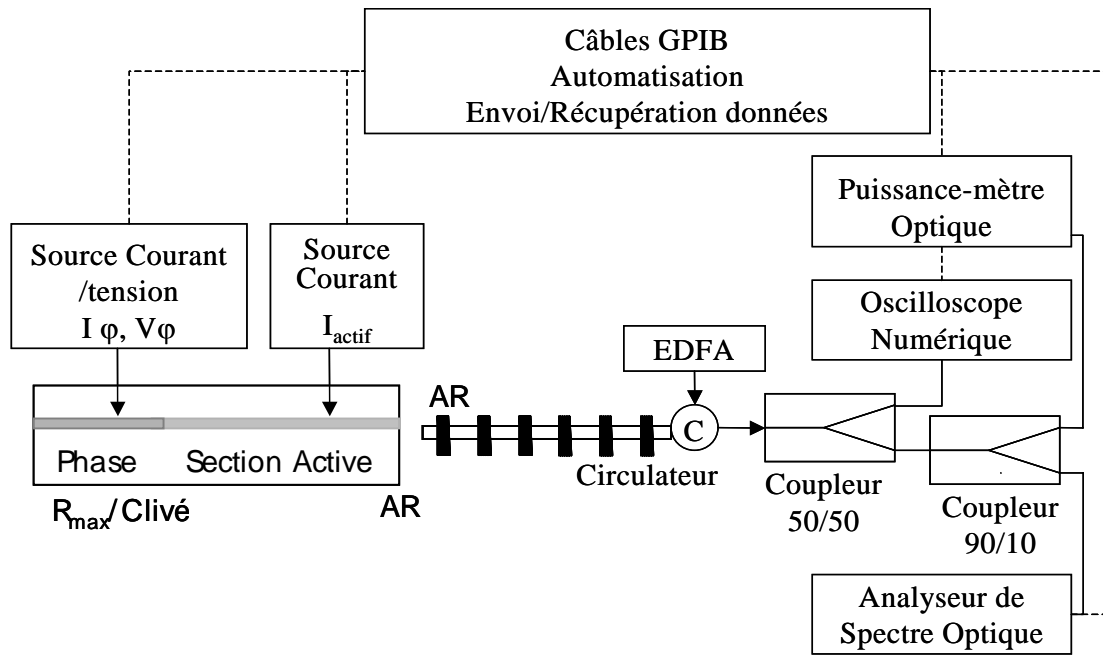 Câbles GPIB
Automatisation
Envoi/Récupération données
Puissance-mètre
Optique
Source Courant
/tension
I φ, Vφ
Source
Courant
I_actif
Oscilloscope
Numérique
EDFA
AR
C
Phase
Section Active
Circulateur
Coupleur
50/50
Coupleur
90/10
R_max/Clivé
AR
Analyseur de
Spectre Optique